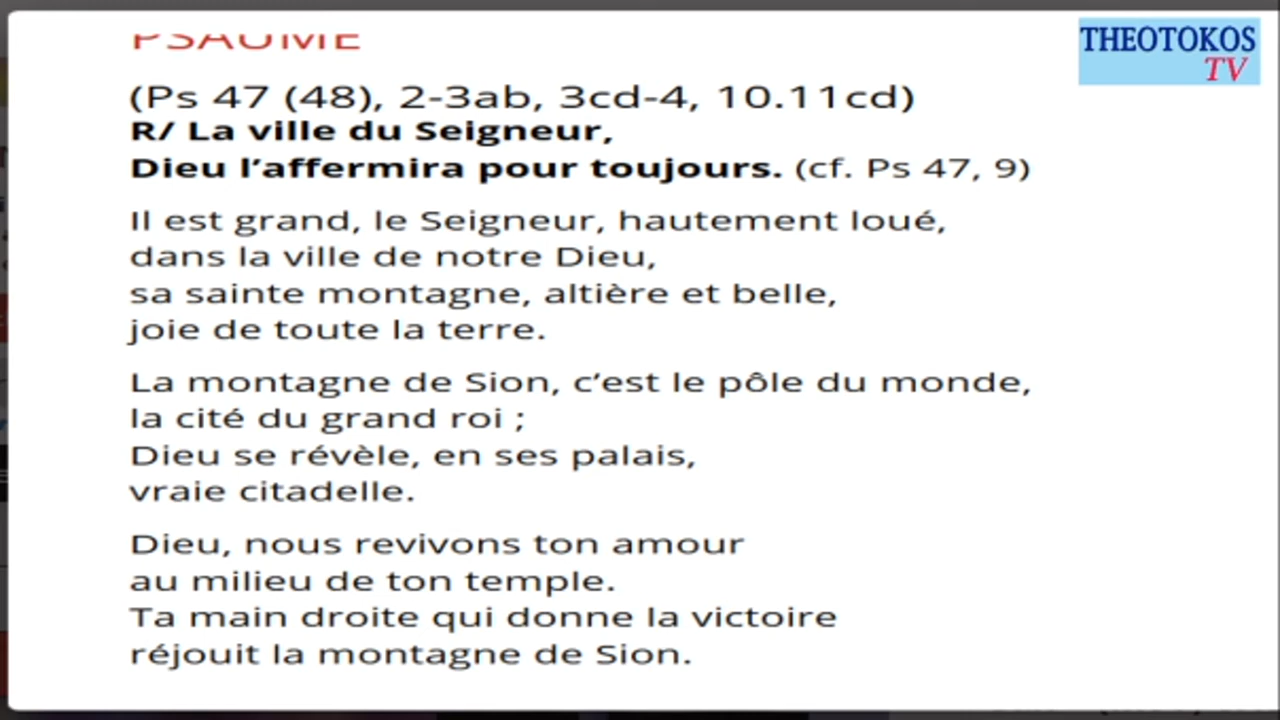 PSAUME
THEOTOKOS
TV
(Ps 47 (48), 2-3ab, 3cd-4, 10.11cd)
R/ La ville du Seigneur,
Dieu l’affermira pour toujours. (cf. Ps 47, 9)
Il est grand, le Seigneur, hautement loué,
dans la ville de notre Dieu,
sa sainte montagne, altière et belle,
joie de toute la terre.
La montagne de Sion, c’est le pôle du monde,
la cité du grand roi ;
Dieu se révèle, en ses palais,
vraie citadelle.
Dieu, nous revivons ton amour
au milieu de ton temple.
Ta main droite qui donne la victoire
réjouit la montagne de Sion.